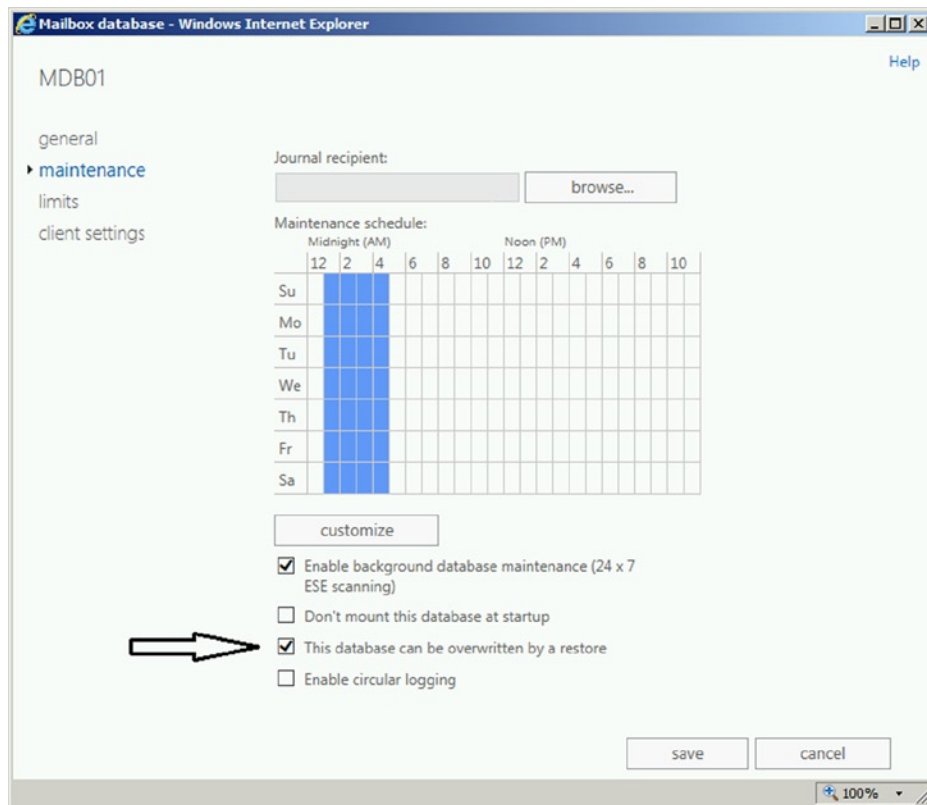 Mailbox database - Windows Internet Explorer
Help
MDB01
general
maintenance
limits
client settings
Journal recipient:
browse...
Maintenance schedule:
Midnight (AM) Noon (PM)
12 2 4 6 8 10 12 2 4 6 8 10
Su
Mo
Tu
We
Th
Fr
Sa
customize
Enable background database maintenance (24 x 7
ESE scanning)
Don't mount this database at startup
This database can be overwritten by a restore
Enable circular logging
save cancel
100%